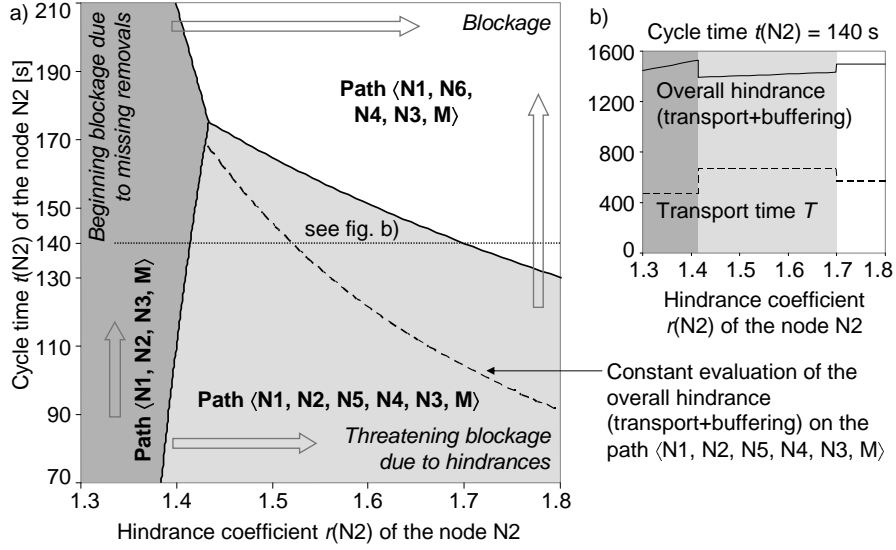 a)
Cycle time t(N2) of the node N2 [s]
210
190
170
150
140
130
110
90
70
1.3
1.4
1.5
1.6
1.7
1.8
Hindrance coefficient r(N2) of the node N2
Beginning blockage due
to missing removals
Path ⟨N1, N2, N3, M⟩
Blockage
Path ⟨N1, N6,
N4, N3, M⟩
see fig. b)
Path ⟨N1, N2, N5, N4, N3, M⟩
Threatening blockage
due to hindrances
b)
Cycle time t(N2) = 140 s
1600
1200
800
400
0
Overall hindrance
(transport+buffering)
Transport time T
1.3
1.4
1.5
1.6
1.7
1.8
Hindrance coefficient
r(N2) of the node N2
Constant evaluation of the
overall hindrance
(transport+buffering) on the
path ⟨N1, N2, N5, N4, N3, M⟩